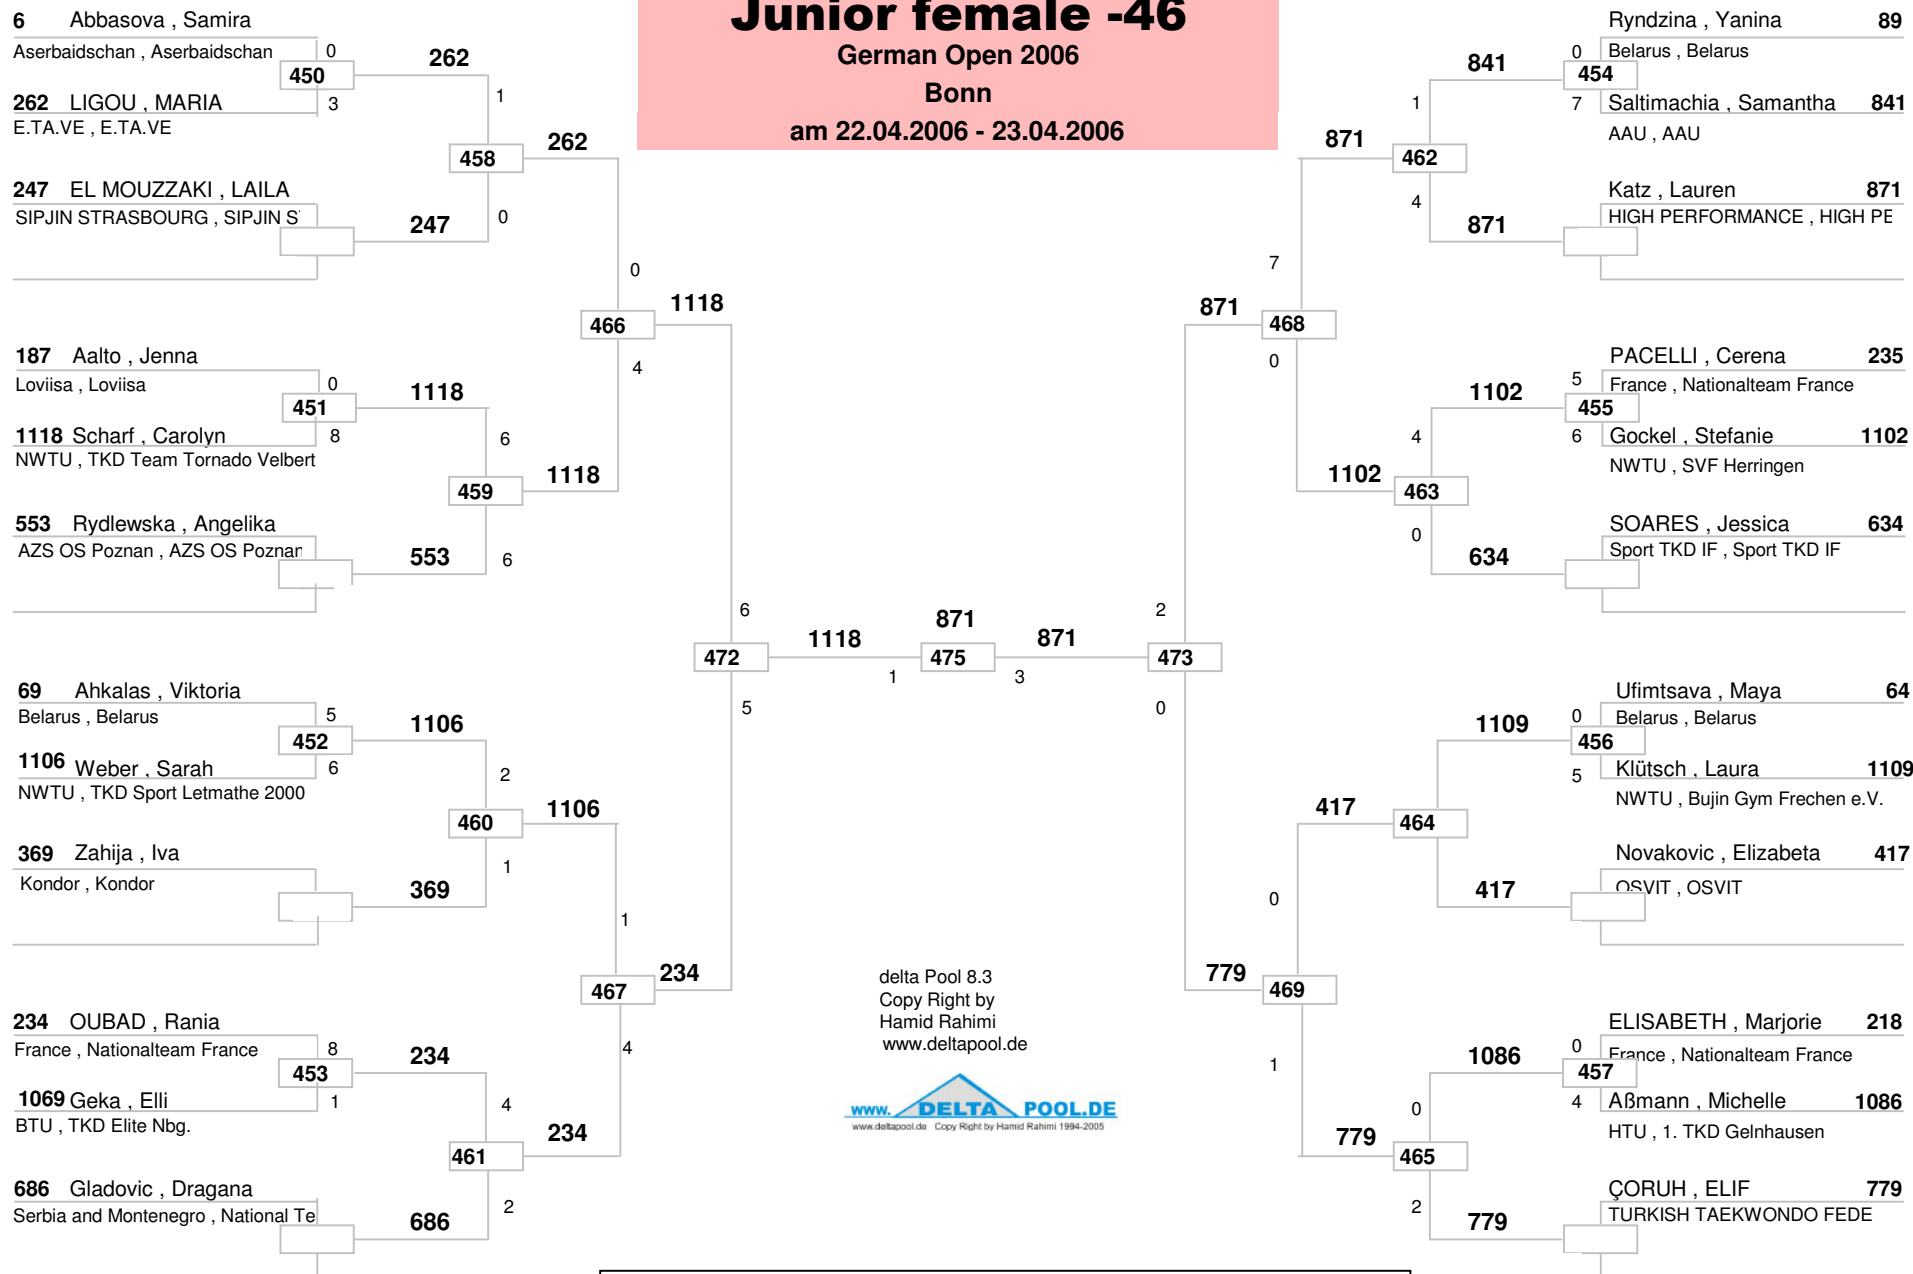 Junior female -46
German Open 2006
Bonn
am 22.04.2006 - 23.04.2006
6 Abbasova , Samira
Aserbaidschan , Aserbaidschan
0
450
262
262 LIGOU , MARIA
3
E.TA.VE , E.TA.VE
1
458
262
247 EL MOUZZAKI , LAILA
SIPJIN STRASBOURG , SIPJIN S
247
0
0
466
1118
4
187 Aalto , Jenna
Loviisa , Loviisa
0
451
1118
1118 Scharf , Carolyn
8
NWTU , TKD Team Tornado Velbert
6
459
1118
553 Rydlewska , Angelika
AZS OS Poznan , AZS OS Poznan
553
6
6
472
1118
5
69 Ahkalas , Viktoria
Belarus , Belarus
5
452
1106
1106 Weber , Sarah
6
NWTU , TKD Sport Letmathe 2000
2
460
1106
369 Zahija , Iva
Kondor , Kondor
369
1
1
467
234
4
234 OUBAD , Rania
France , Nationalteam France
8
453
234
1069 Geka , Elli
1
BTU , TKD Elite Nbg.
4
461
234
686 Gladovic , Dragana
Serbia and Montenegro , National Te
686
2
871
1
475
3
871
Ryndzina , Yanina 89
Belarus , Belarus
0
454
841
7
Saltimachia , Samantha 841
AAU , AAU
1
462
871
4
Katz , Lauren 871
HIGH PERFORMANCE , HIGH PE
871
7
468
871
0
PACELLI , Cerena 235
France , Nationalteam France
5
455
1102
6
Gockel , Stefanie 1102
NWTU , SVF Herringen
4
463
1102
0
SOARES , Jessica 634
Sport TKD IF , Sport TKD IF
634
2
473
0
Ufimtsava , Maya 64
Belarus , Belarus
0
456
1109
5
Klütsch , Laura 1109
NWTU , Bujin Gym Frechen e.V.
464
417
Novakovic , Elizabeta 417
OSVIT , OSVIT
417
0
469
779
1
ELISABETH , Marjorie 218
France , Nationalteam France
0
457
1086
4
Aßmann , Michelle 1086
HTU , 1. TKD Gelnhausen
0
465
779
2
ÇORUH , ELIF 779
TURKISH TAEKWONDO FEDE
779
delta Pool 8.3
Copy Right by
Hamid Rahimi
www.deltapool.de
www. DELTA POOL.DE
www.deltapool.de Copy Right by Hamid Rahimi 1994-2005